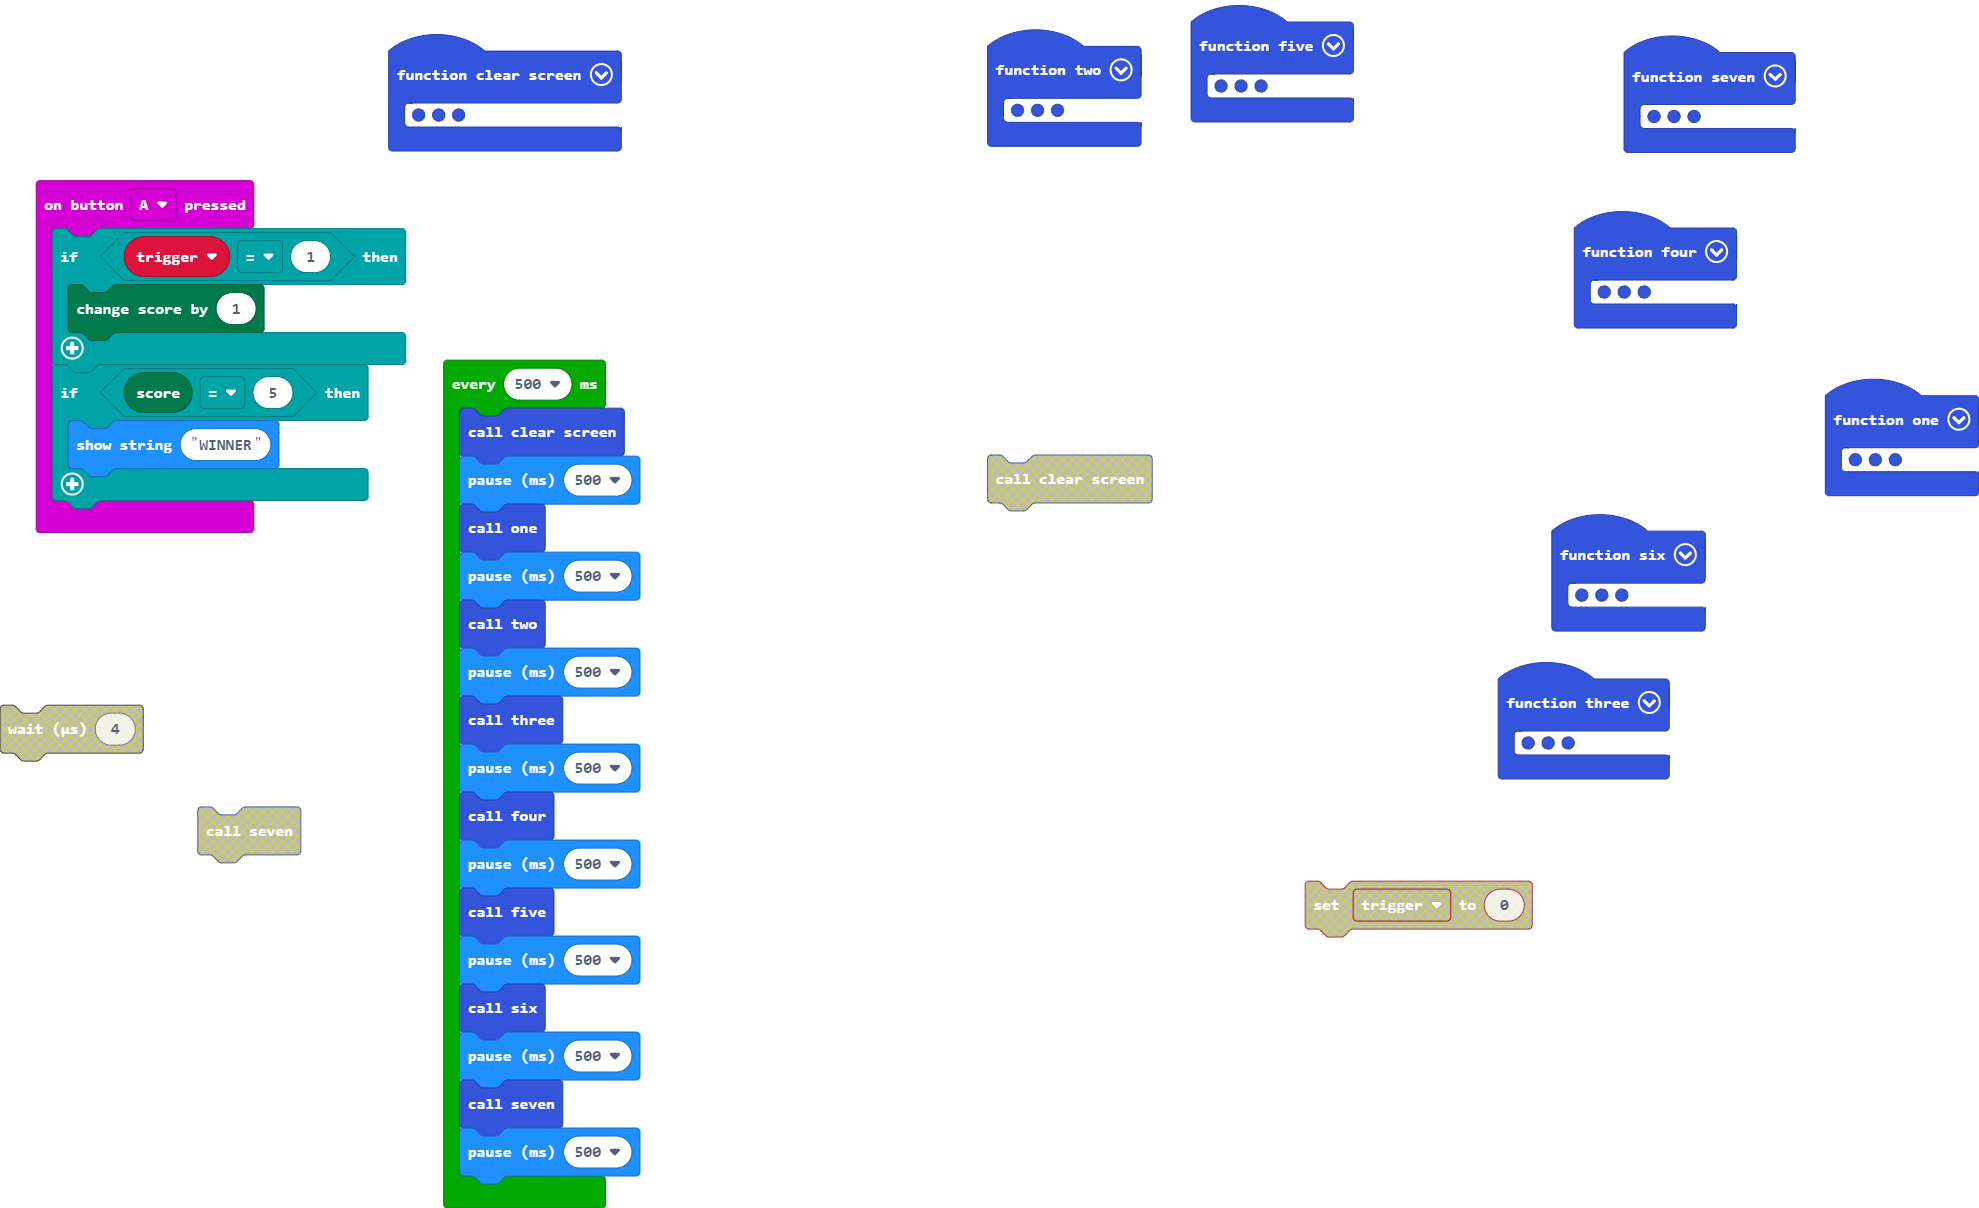 function clear screen
function two
function five
function seven
on button A pressed
if trigger = 1 then
change score by 1
if score = 5 then
show string "WINNER"
function four
every 500 ms
call clear screen
pause (ms) 500
call one
pause (ms) 500
call two
pause (ms) 500
call three
pause (ms) 500
call four
pause (ms) 500
call five
pause (ms) 500
call six
pause (ms) 500
call seven
pause (ms) 500
call clear screen
function one
function six
function three
wait (µs) 4
call seven
set trigger to 0